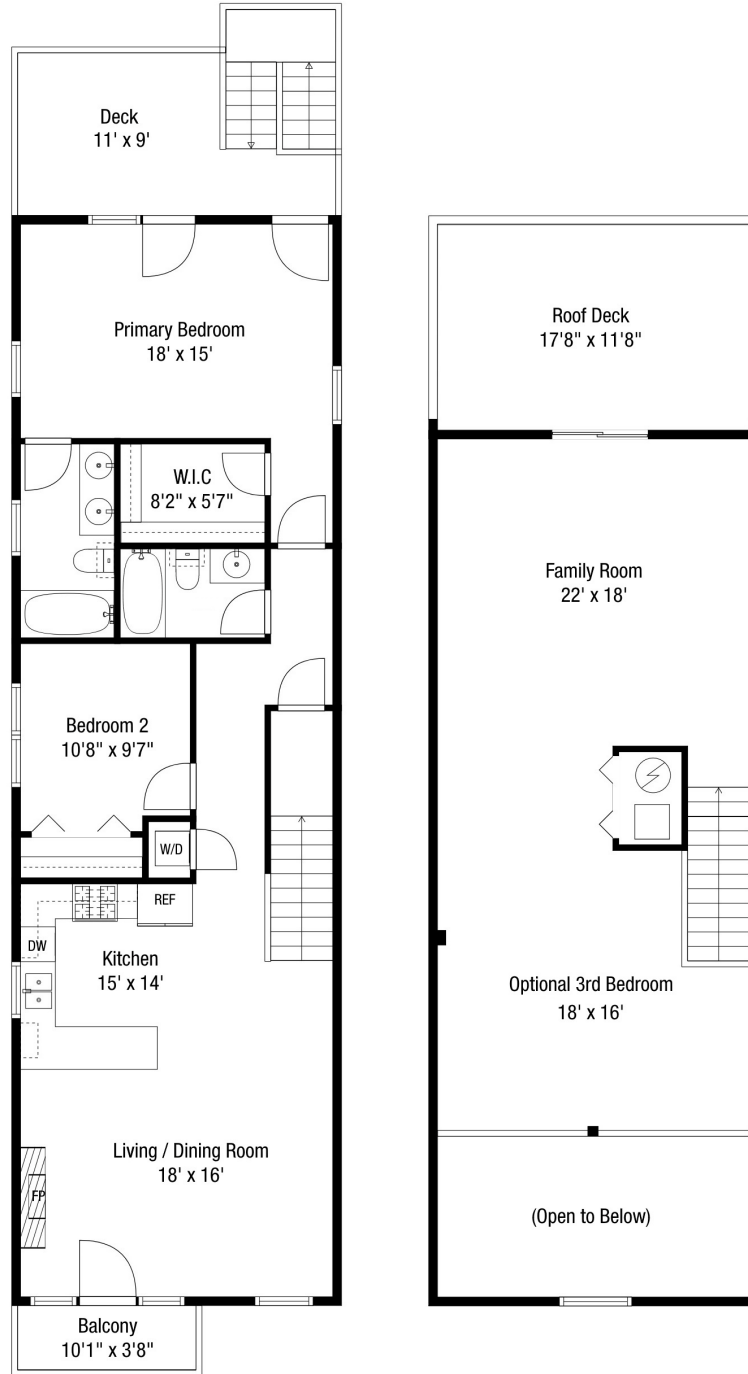 Deck
11' x 9'
Primary Bedroom
18' x 15'
W.I.C
8'2" x 5'7"
Bedroom 2
10'8" x 9'7"
W/D
REF
DW
Kitchen
15' x 14'
Living / Dining Room
18' x 16'
FP
Balcony
10'1" x 3'8"
Roof Deck
17'8" x 11'8"
Family Room
22' x 18'
Optional 3rd Bedroom
18' x 16'
(Open to Below)